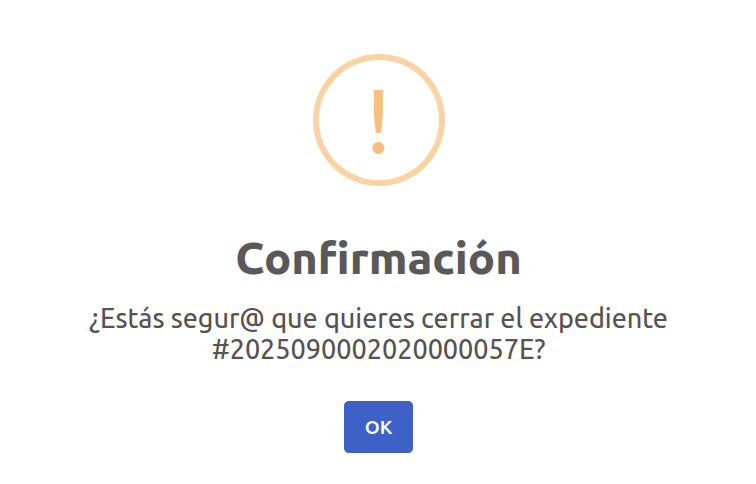 Confirmación
¿Estás segur@ que quieres cerrar el expediente
#2025090002020000057E?
OK